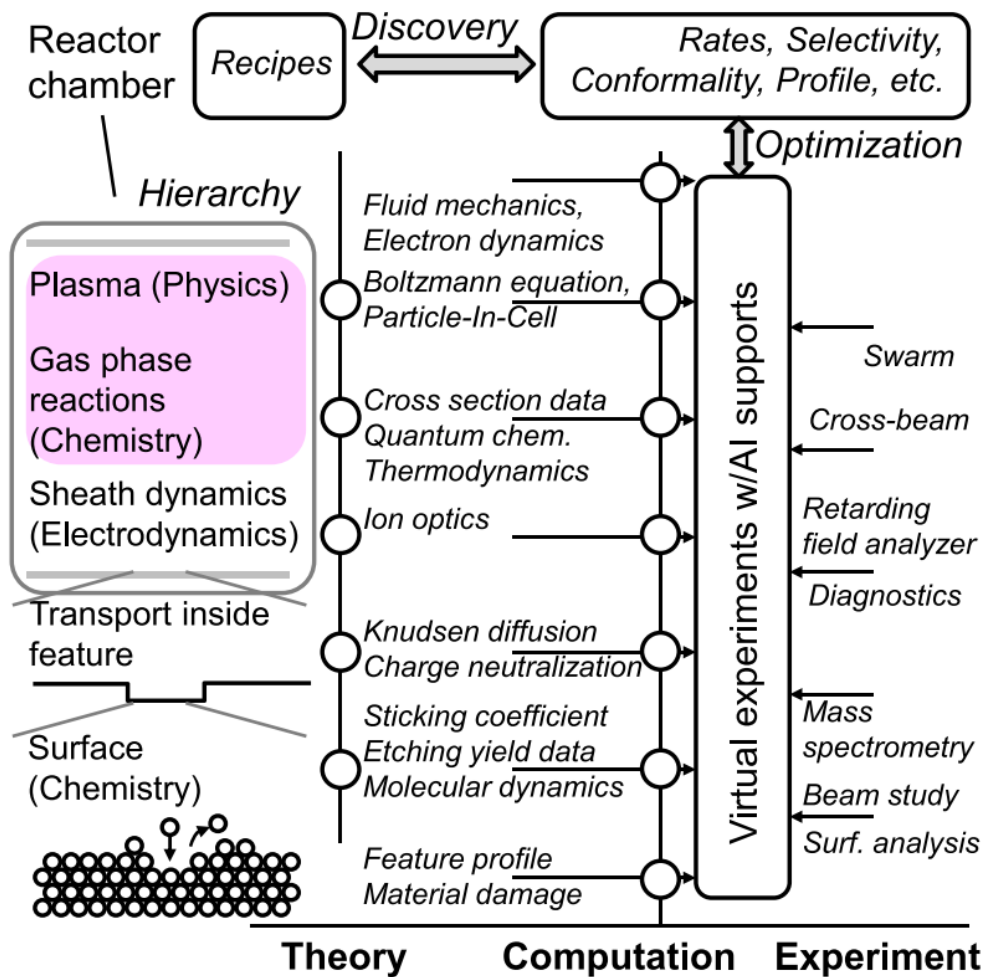 Reactor
chamber
Recipes
Discovery
Rates, Selectivity,
Conformality, Profile, etc.
Optimization
Hierarchy
Plasma (Physics)
Gas phase
reactions
(Chemistry)
Sheath dynamics
(Electrodynamics)
Transport inside
feature
Surface
(Chemistry)
Fluid mechanics,
Electron dynamics
Boltzmann equation,
Particle-In-Cell
Cross section data
Quantum chem.
Thermodynamics
Ion optics
Knudsen diffusion
Charge neutralization
Sticking coefficient
Etching yield data
Molecular dynamics
Feature profile
Material damage
Virtual experiments w/AI supports
Swarm
Cross-beam
Retarding
field analyzer
Diagnostics
Mass
spectrometry
Beam study
Surf. analysis
Theory
Computation
Experiment